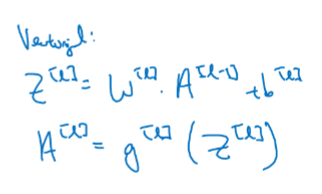 Vectorized:
Z^[l] = W^[l] · A^[l-1] + b^[l]
A^[l] = g^[l] (Z^[l])